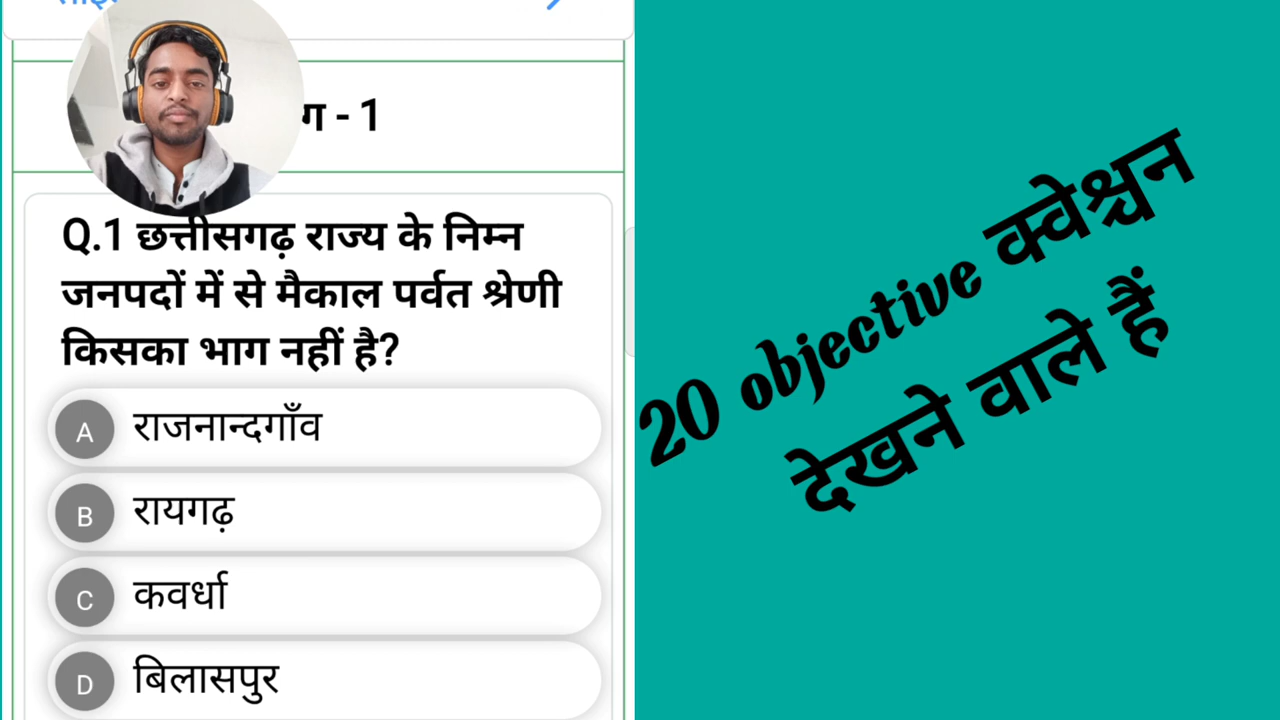 ग - 1
Q.1 छत्तीसगढ़ राज्य के निम्न
जनपदों में से मैकाल पर्वत श्रेणी
किसका भाग नहीं है?
A राजनान्दगाँव
B रायगढ़
C कवर्धा
D बिलासपुर
20 objective क्वेश्चन
देखने वाले हैं